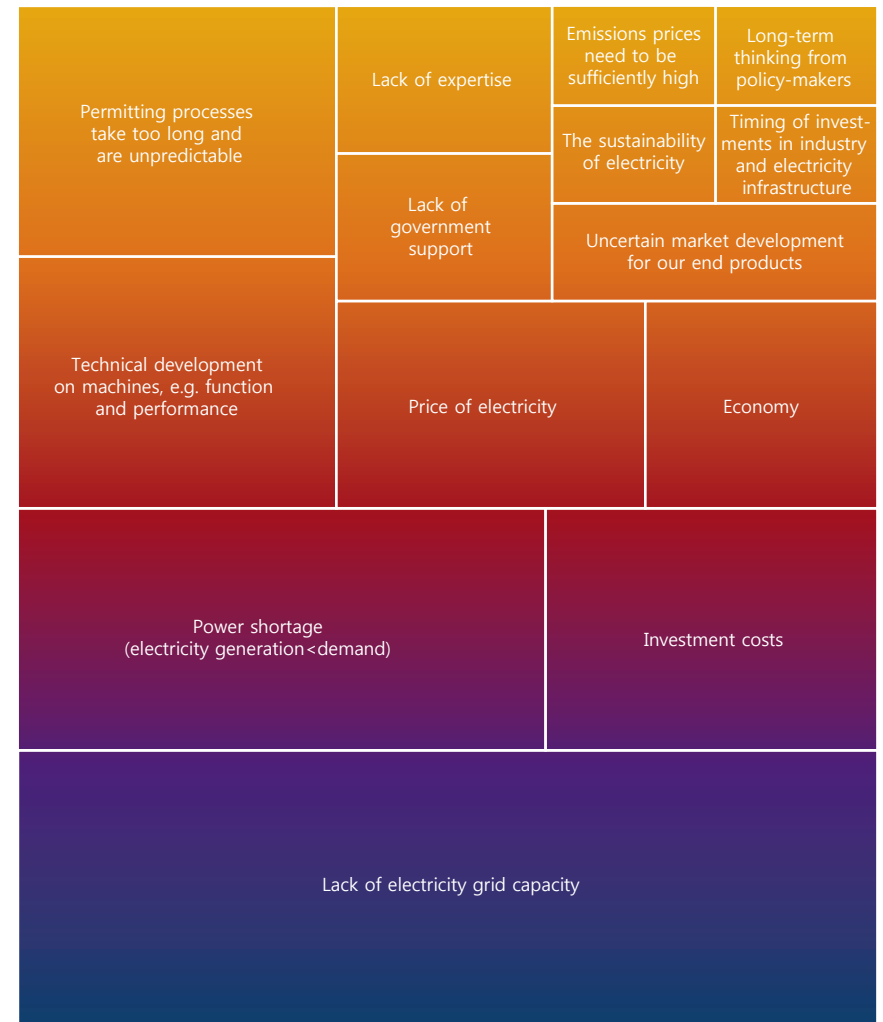 Permitting processes
take too long and
are unpredictable
Lack of expertise
Emissions prices
need to be
sufficiently high
Long-term
thinking from
policy-makers
The sustainability
of electricity
Timing of invest-
ments in industry
and electricity
infrastructure
Lack of
government
support
Uncertain market development
for our end products
Technical development
on machines, e.g. function
and performance
Price of electricity
Economy
Power shortage
(electricity generation<demand)
Investment costs
Lack of electricity grid capacity